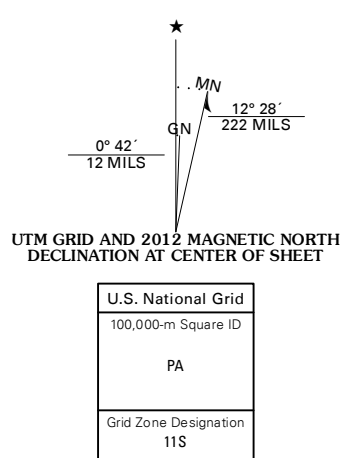 ★
MN
12° 28´
222 MILS
GN
0° 42´
12 MILS
UTM GRID AND 2012 MAGNETIC NORTH
DECLINATION AT CENTER OF SHEET
U.S. National Grid
100,000-m Square ID
PA
Grid Zone Designation
11S